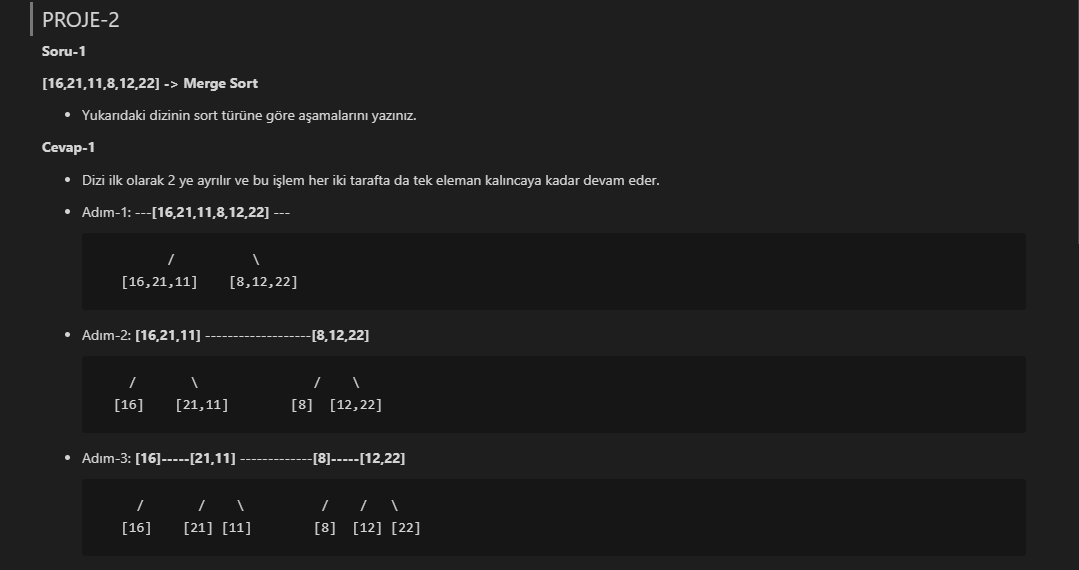 PROJE-2
Soru-1
[16,21,11,8,12,22] -> Merge Sort
• Yukarıdaki dizinin sort türüne göre aşamalarını yazınız.
Cevap-1
• Dizi ilk olarak 2 ye ayrılır ve bu işlem her iki tarafta da tek eleman kalıncaya kadar devam eder.
• Adım-1: ---[16,21,11,8,12,22] ---
/ \
[16,21,11] [8,12,22]
• Adım-2: [16,21,11] -------------------[8,12,22]
/ \ / \
[16] [21,11] [8] [12,22]
• Adım-3: [16]-----[21,11] -------------[8]-----[12,22]
/ / \ / / \
[16] [21] [11] [8] [12] [22]